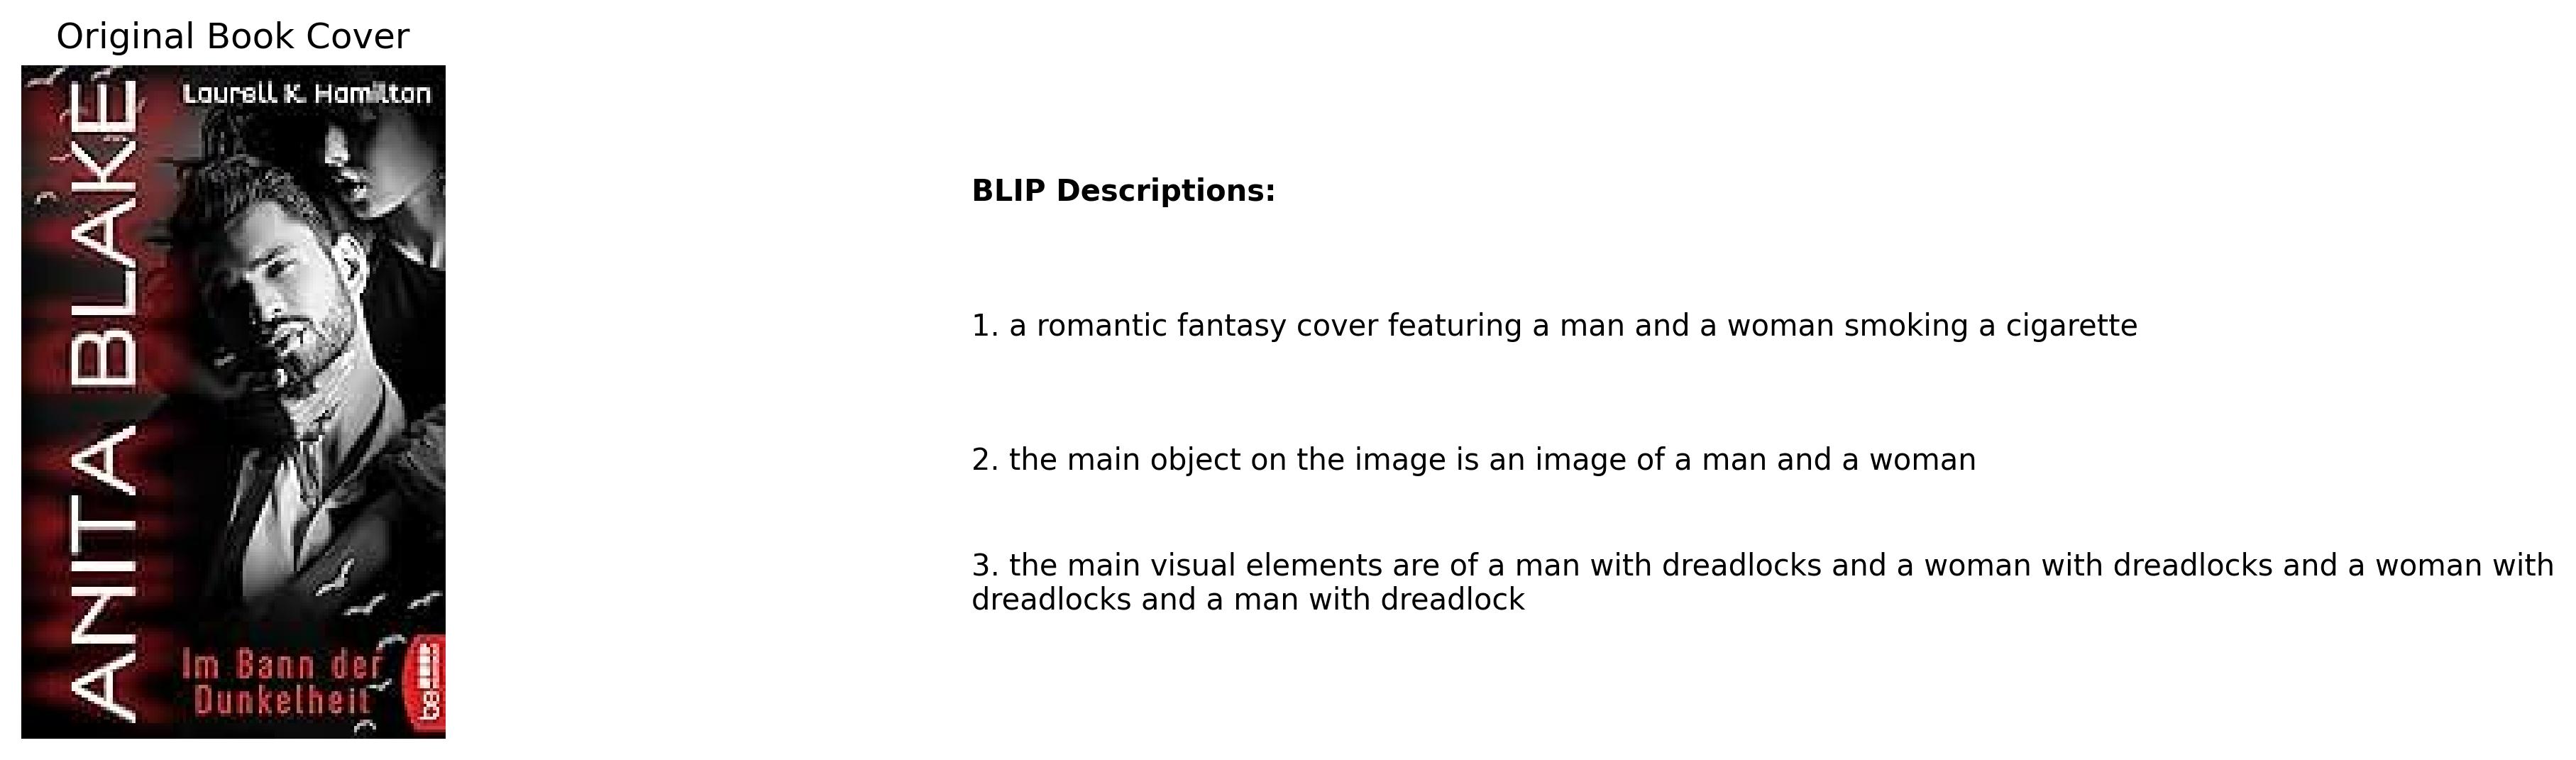 Original Book Cover
Laurell K. Hamilton
ANITA BLAKE
Im Bann der
Dunkelheit
be
BLIP Descriptions:
1. a romantic fantasy cover featuring a man and a woman smoking a cigarette
2. the main object on the image is an image of a man and a woman
3. the main visual elements are of a man with dreadlocks and a woman with dreadlocks and a woman with
dreadlocks and a man with dreadlock